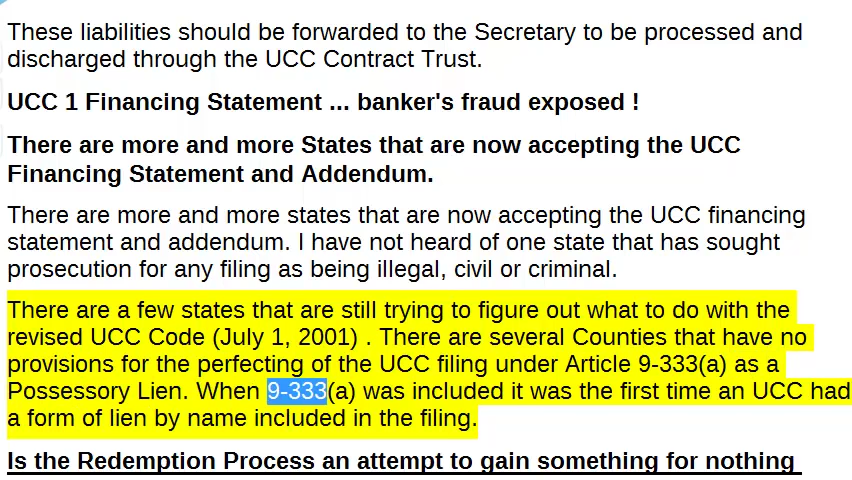 These liabilities should be forwarded to the Secretary to be processed and
discharged through the UCC Contract Trust.
UCC 1 Financing Statement ... banker's fraud exposed !
There are more and more States that are now accepting the UCC
Financing Statement and Addendum.
There are more and more states that are now accepting the UCC financing
statement and addendum. I have not heard of one state that has sought
prosecution for any filing as being illegal, civil or criminal.
There are a few states that are still trying to figure out what to do with the
revised UCC Code (July 1, 2001) . There are several Counties that have no
provisions for the perfecting of the UCC filing under Article 9-333(a) as a
Possessory Lien. When 9-333(a) was included it was the first time an UCC had
a form of lien by name included in the filing.
Is the Redemption Process an attempt to gain something for nothing